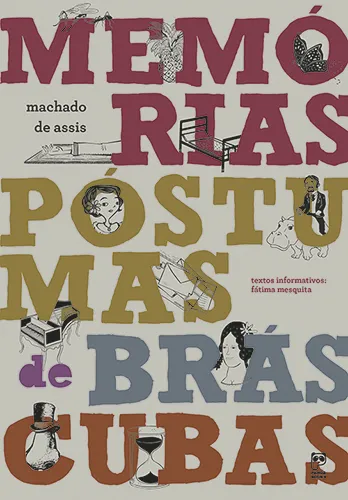 MEMÓ
machado
de assis
RIAS
PÓSTU
MAS
textos informativos:
fátima mesquita
de BRÁS
CUBAS